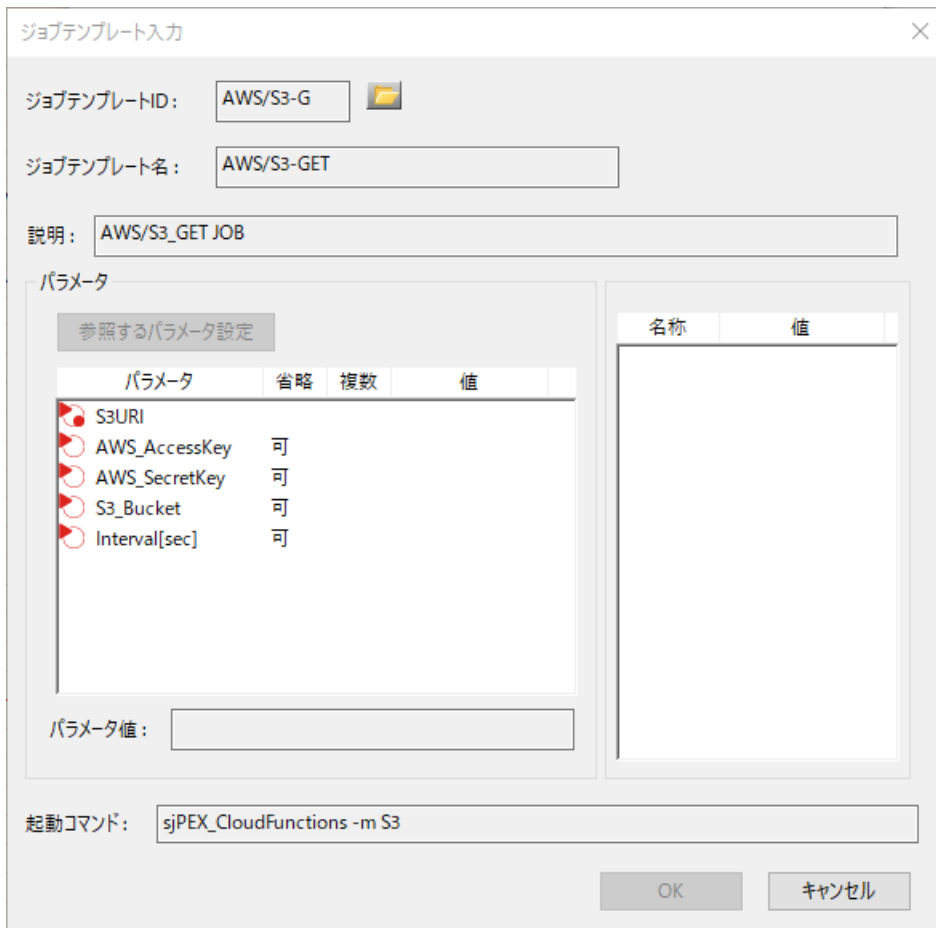 ジョブテンプレート入力
ジョブテンプレートID： AWS/S3-G
ジョブテンプレート名： AWS/S3-GET
説明： AWS/S3_GET JOB
パラメータ
参照するパラメータ設定
パラメータ 省略 複数 値
S3URI
AWS_AccessKey 可
AWS_SecretKey 可
S3_Bucket 可
Interval[sec] 可
パラメータ値：
名称 値
起動コマンド： sjPEX_CloudFunctions -m S3
OK キャンセル